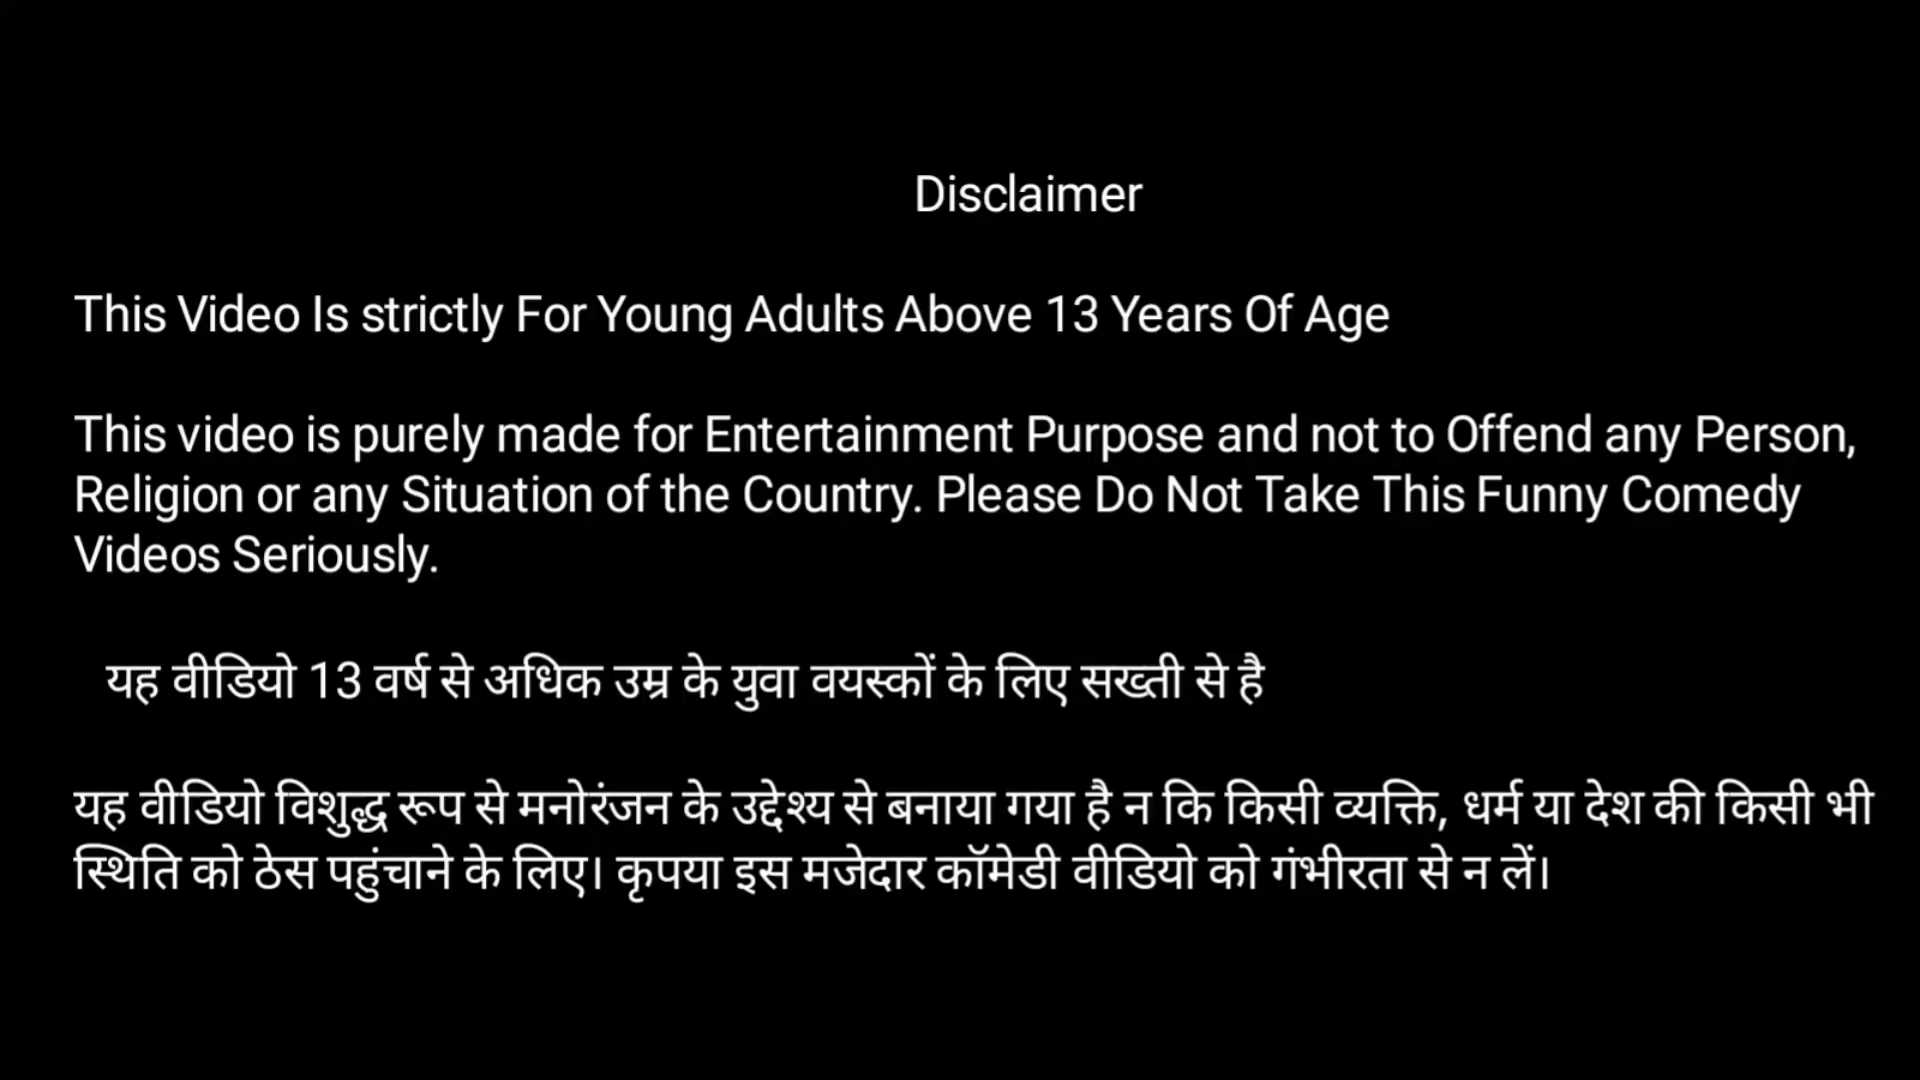 Disclaimer
This Video Is strictly For Young Adults Above 13 Years Of Age
This video is purely made for Entertainment Purpose and not to Offend any Person,
Religion or any Situation of the Country. Please Do Not Take This Funny Comedy
Videos Seriously.
यह वीडियो 13 वर्ष से अधिक उम्र के युवा वयस्कों के लिए सख्ती से है
यह वीडियो विशुद्ध रूप से मनोरंजन के उद्देश्य से बनाया गया है न कि किसी व्यक्ति, धर्म या देश की किसी भी
स्थिति को ठेस पहुंचाने के लिए। कृपया इस मजेदार कॉमेडी वीडियो को गंभीरता से न लें।